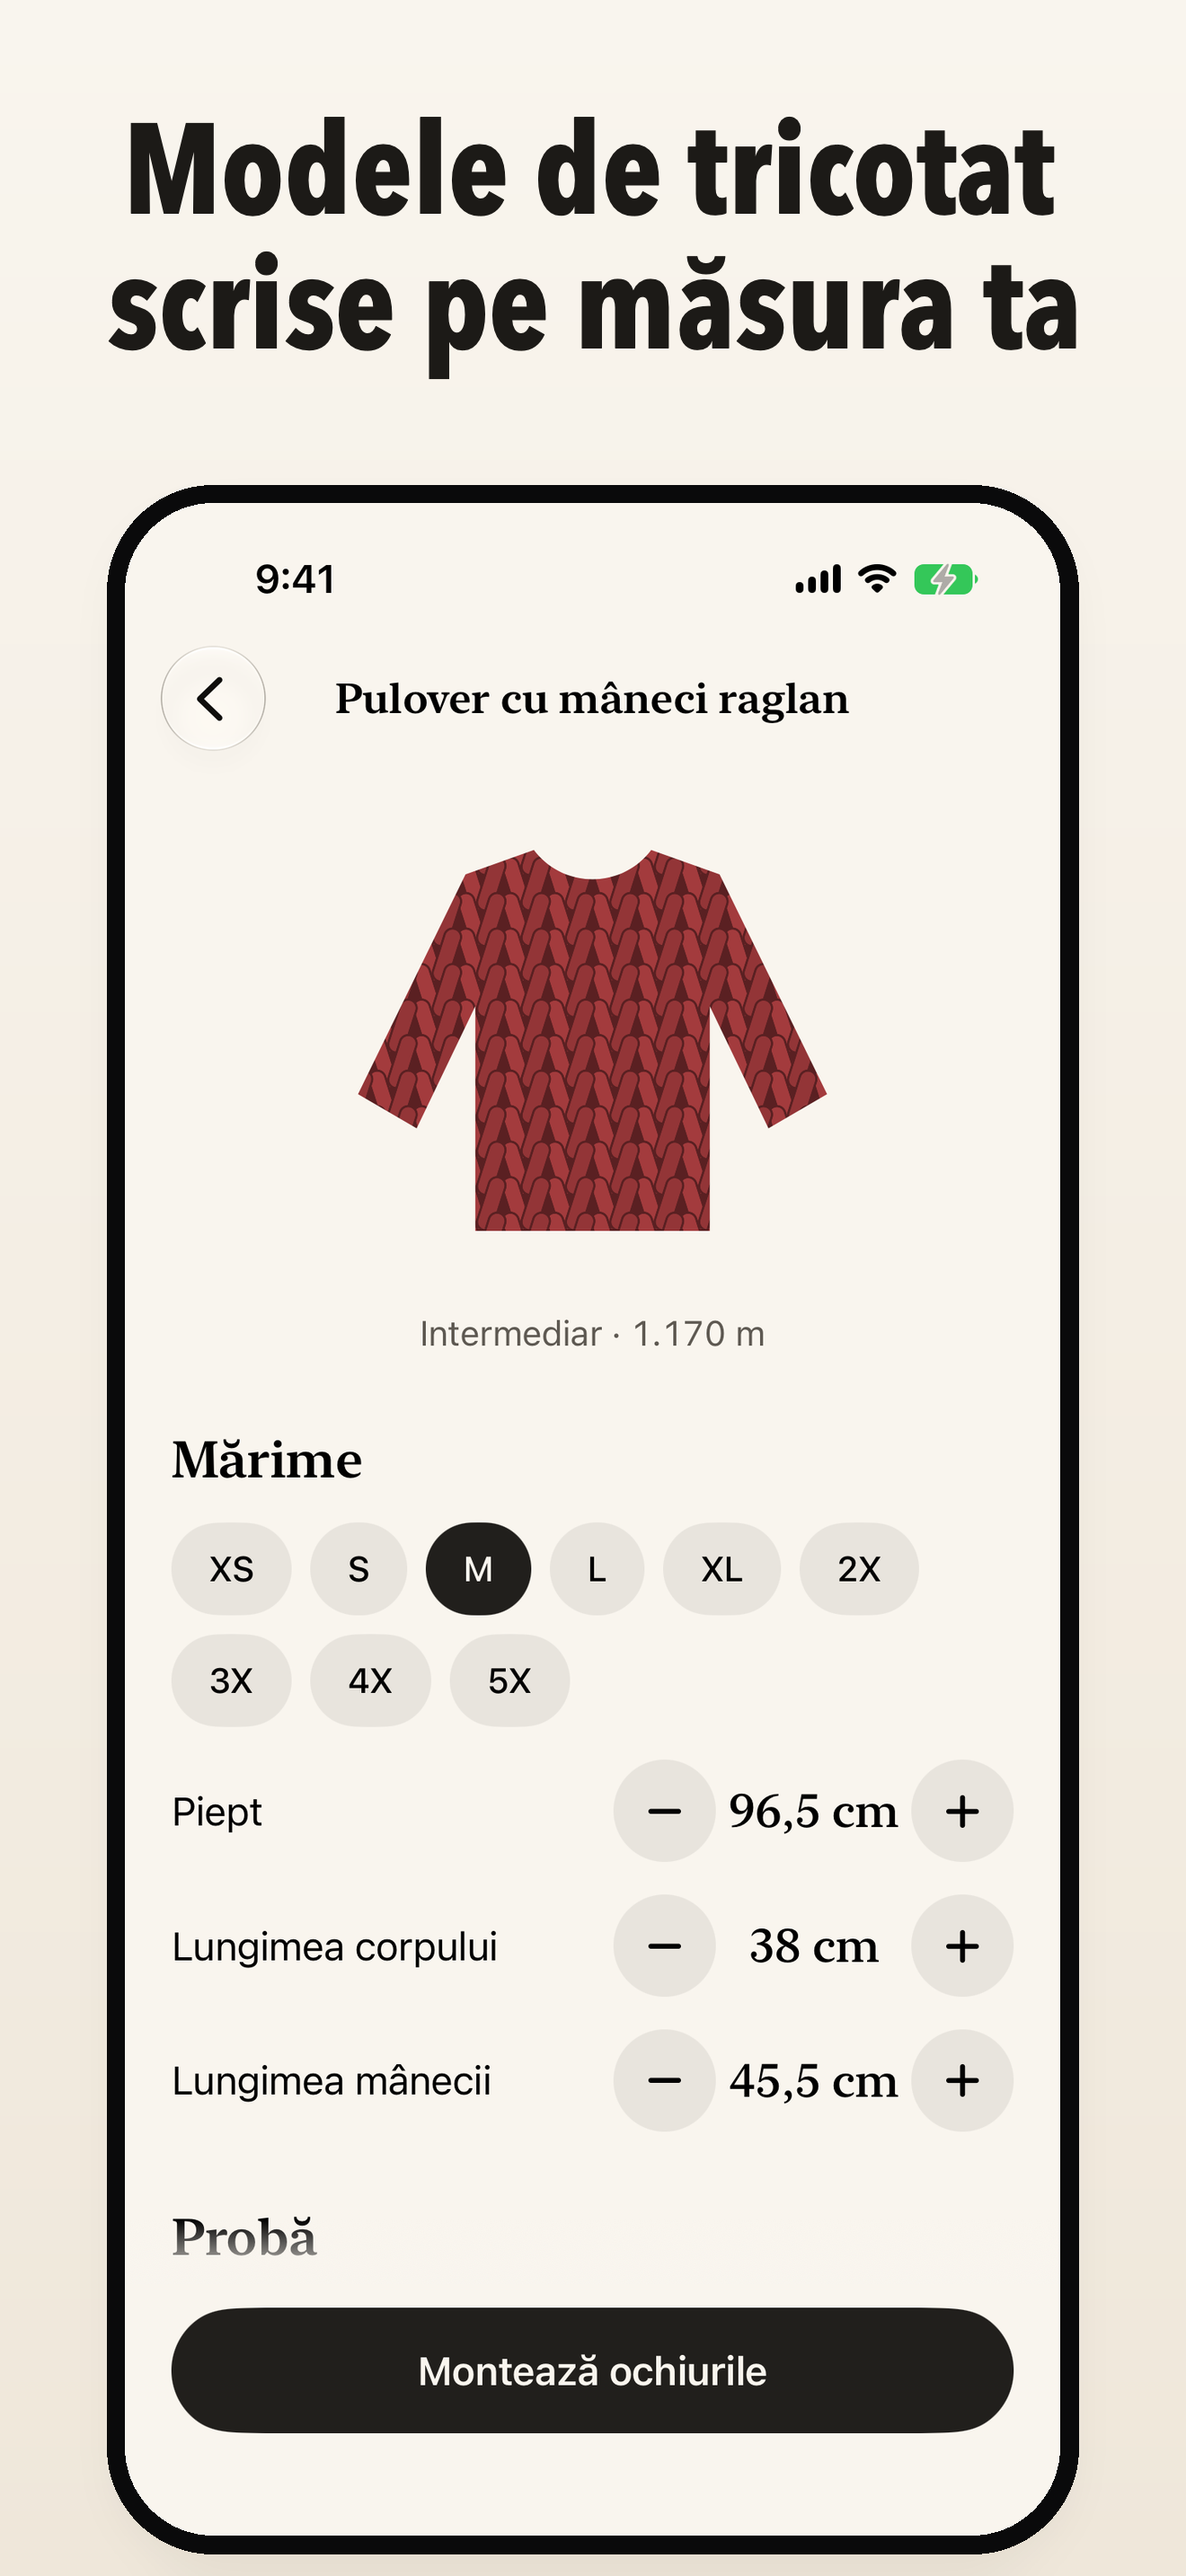 Modele de tricotat
scrise pe măsura ta
9:41
Pulover cu mâneci raglan
Intermediar · 1.170 m
Mărime
XS S M L XL 2X
3X 4X 5X
Piept 96,5 cm
Lungimea corpului 38 cm
Lungimea mânecii 45,5 cm
Probă
Montează ochiurile